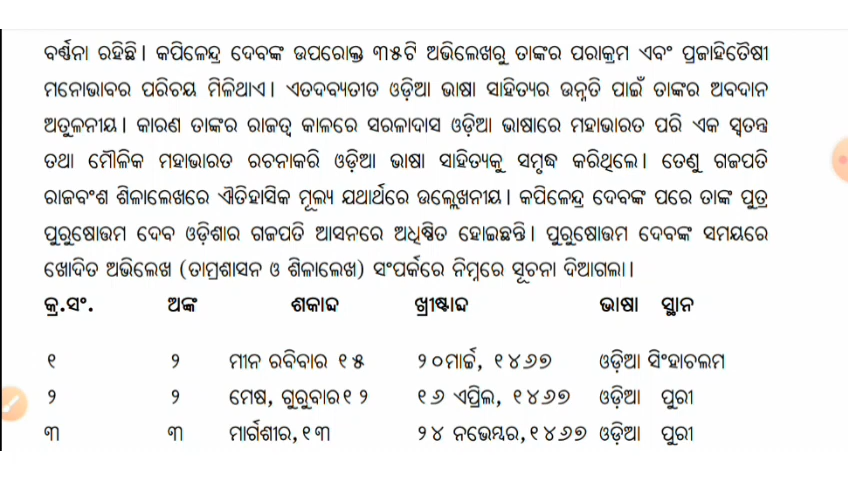 ବର୍ଣ୍ଣନା ରହିଛି। କପିଳେନ୍ଦ୍ର ଦେବଙ୍କ ଉପରୋକ୍ତ ୩୫ଟି ଅଭିଲେଖରୁ ତାଙ୍କର ପରାକ୍ରମ ଏବଂ ପ୍ରଜାହିତୈଷୀ
ମନୋଭାବର ପରିଚୟ ମିଳିଥାଏ। ଏତଦବ୍ୟତୀତ ଓଡ଼ିଆ ଭାଷା ସାହିତ୍ୟର ଉନ୍ନତି ପାଇଁ ତାଙ୍କର ଅବଦାନ
ଅତୁଳନୀୟ। କାରଣ ତାଙ୍କର ରାଜତ୍ୱ କାଳରେ ସରଳାଦାସ ଓଡ଼ିଆ ଭାଷାରେ ମହାଭାରତ ପରି ଏକ ସ୍ୱତନ୍ତ୍ର
ତଥା ମୌଳିକ ମହାଭାରତ ରଚନାକରି ଓଡ଼ିଆ ଭାଷା ସାହିତ୍ୟକୁ ସମୃଦ୍ଧ କରିଥିଲେ। ତେଣୁ ଗଜପତି
ରାଜବଂଶ ଶିଳାଲେଖରେ ଐତିହାସିକ ମୂଲ୍ୟ ଯଥାର୍ଥରେ ଉଲ୍ଲେଖନୀୟ। କପିଳେନ୍ଦ୍ର ଦେବଙ୍କ ପରେ ତାଙ୍କ ପୁତ୍ର
ପୁରୁଷୋତ୍ତମ ଦେବ ଓଡ଼ିଶାର ଗଜପତି ଆସନରେ ଅଧିଷ୍ଠିତ ହୋଇଛନ୍ତି। ପୁରୁଷୋତ୍ତମ ଦେବଙ୍କ ସମୟରେ
ଖୋଦିତ ଅଭିଲେଖ (ତାମ୍ରଶାସନ ଓ ଶିଳାଲେଖ) ସଂପର୍କରେ ନିମ୍ନରେ ସୂଚନା ଦିଆଗଲା।
କ୍ର.ସଂ. ଅଙ୍କ ଶକାବ୍ଦ ଖ୍ରୀଷ୍ଟାବ୍ଦ ଭାଷା ସ୍ଥାନ
୧ ୨ ମୀନ ରବିବାର ୧୫ ୨୦ମାର୍ଚ୍ଚ, ୧୪୬୭ ଓଡ଼ିଆ ସିଂହାଚଲମ
୨ ୨ ମେଷ, ଗୁରୁବାର୧୨ ୧୬ ଏପ୍ରିଲ, ୧୪୬୭ ଓଡ଼ିଆ ପୁରୀ
୩ ୩ ମାର୍ଗଶୀର,୧୩ ୨୪ ନଭେମ୍ବର,୧୪୬୭ ଓଡ଼ିଆ ପୁରୀ